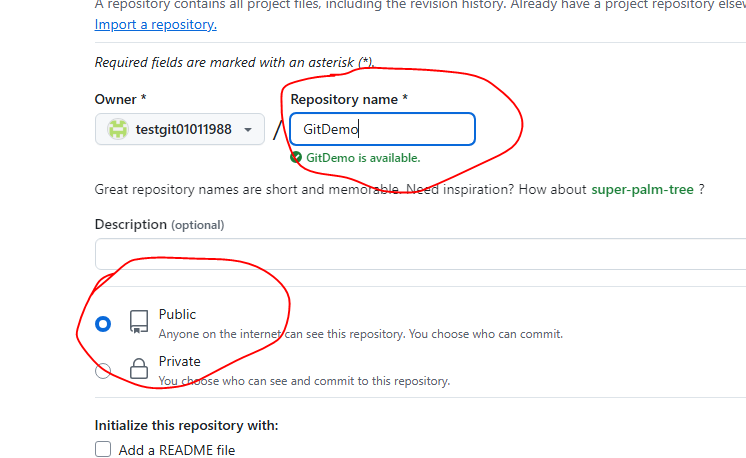 A repository contains all project files, including the revision history. Already have a project repository
Import a repository.
Required fields are marked with an asterisk (*).
Owner *
Repository name *
testgit01011988
/
GitDemo
GitDemo is available.
Great repository names are short and memorable. Need inspiration? How about super-palm-tree ?
Description (optional)
Public
Anyone on the internet can see this repository. You choose who can commit.
Private
You choose who can see and commit to this repository.
Initialize this repository with:
Add a README file